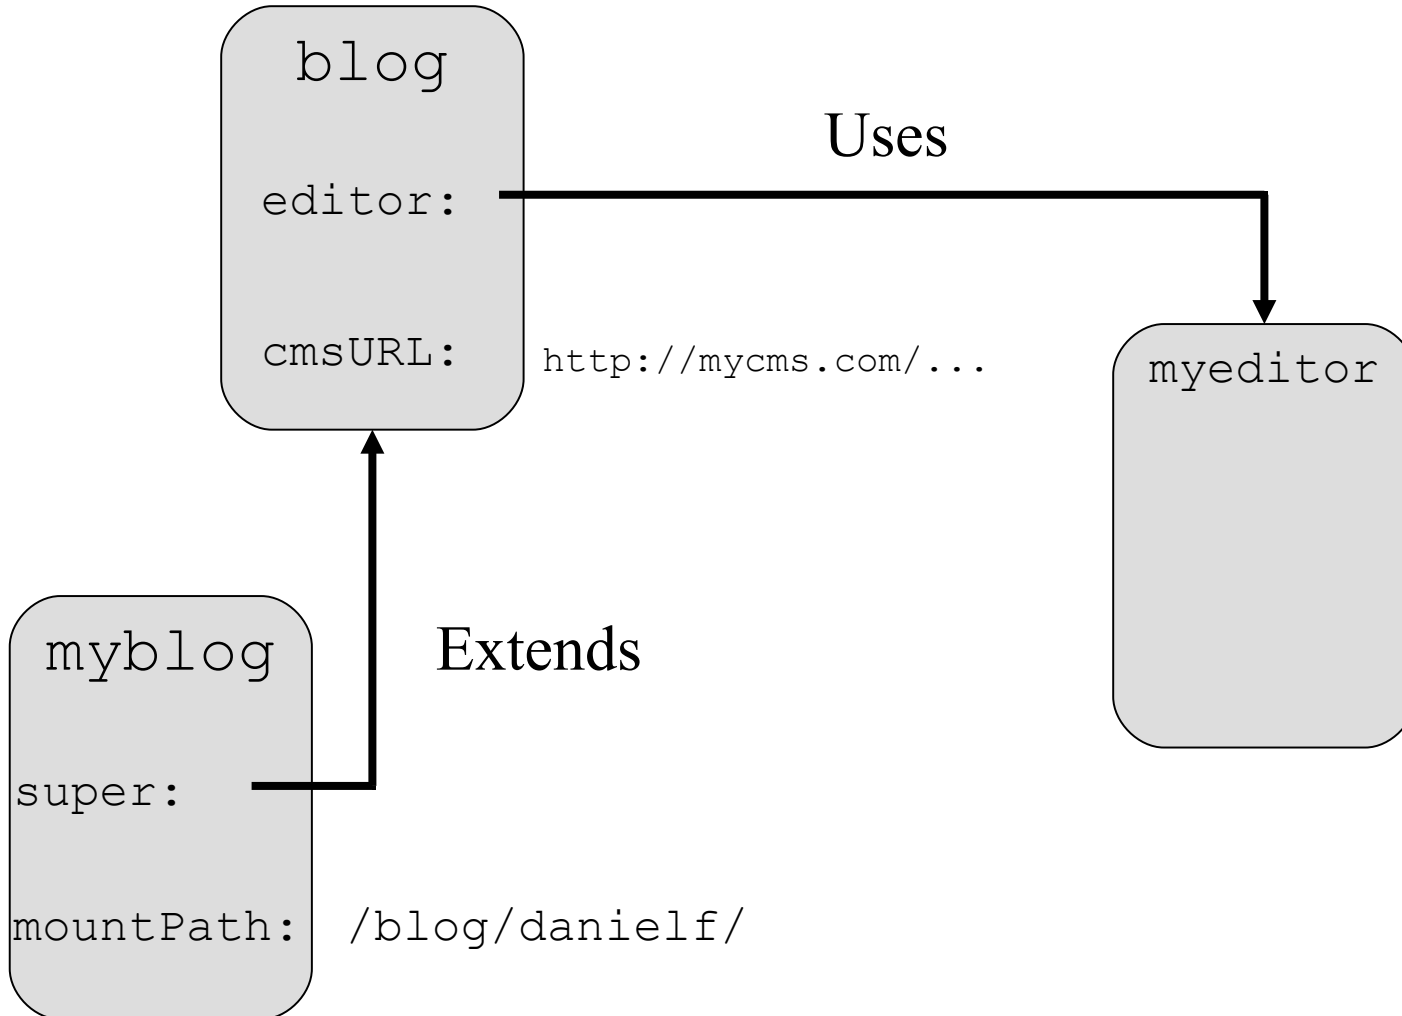 blog
Uses
editor:
cmsURL: http://mycms.com/...
myeditor
myblog
Extends
super:
mountPath: /blog/danielf/